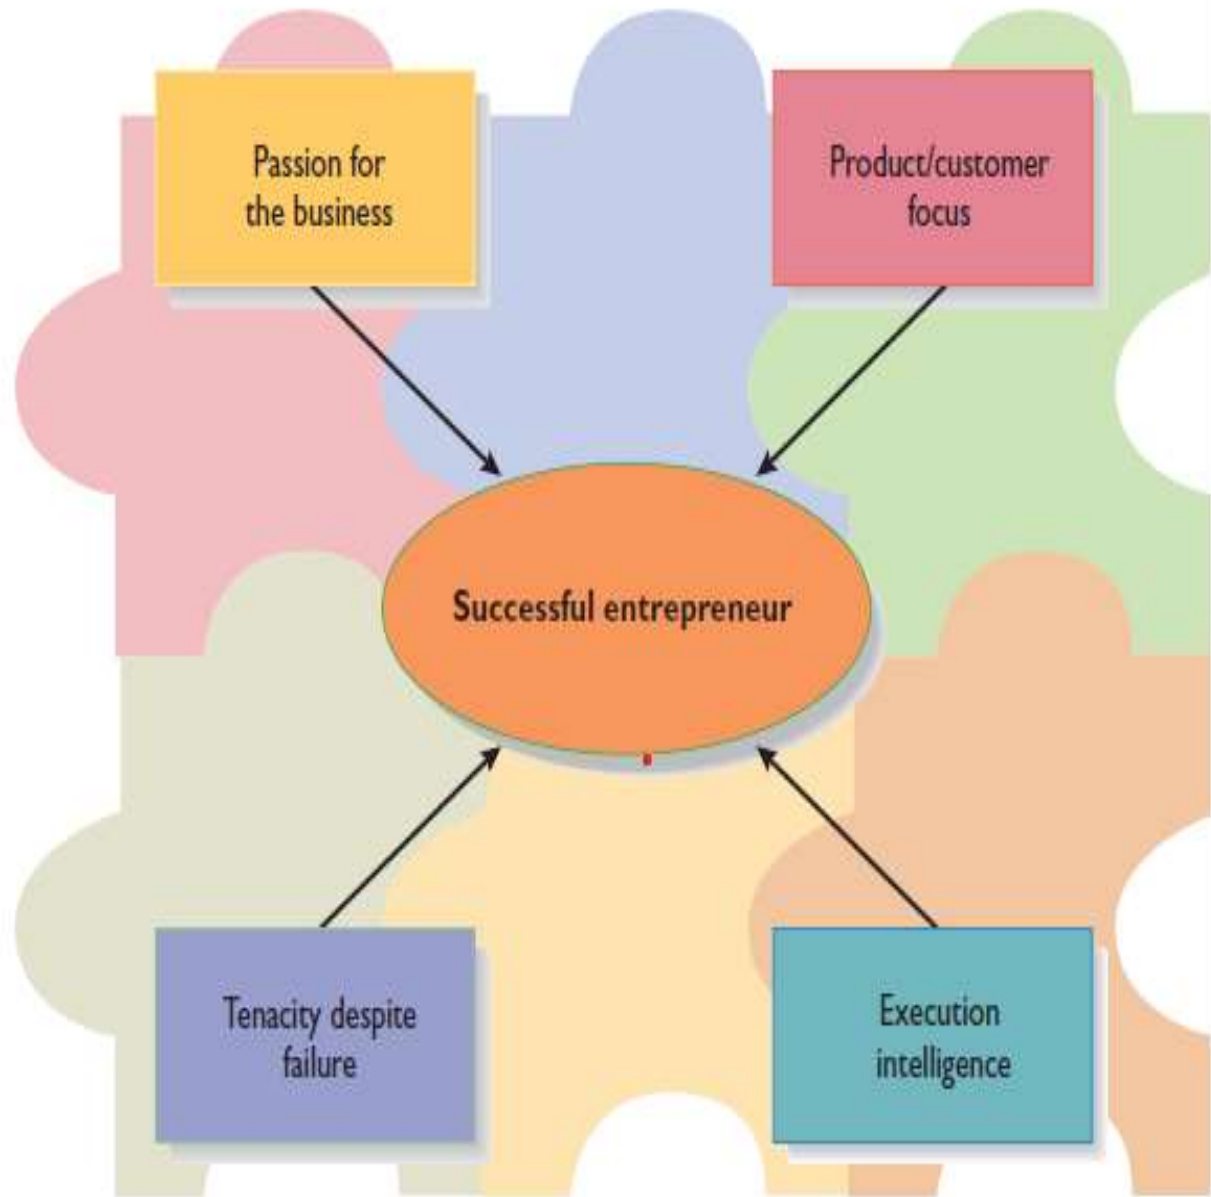 Passion for
the business
Product/customer
focus
Successful entrepreneur
Tenacity despite
failure
Execution
intelligence